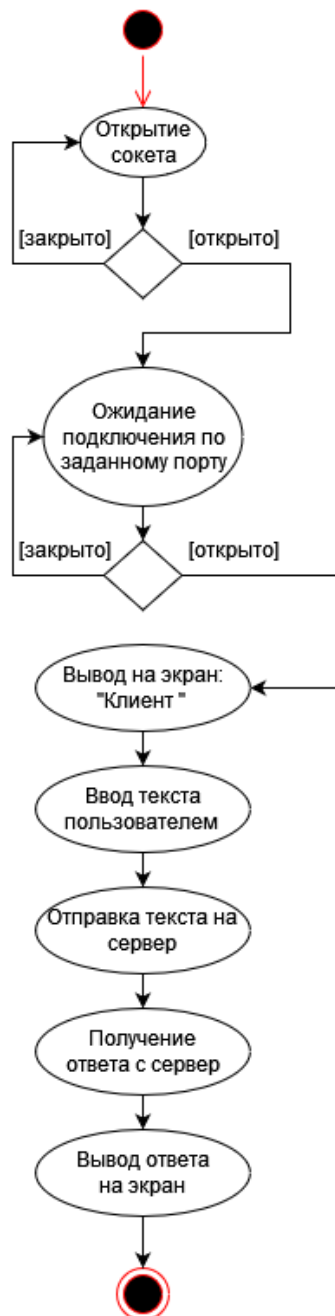 Открытие
сокета
[закрыто]
[открыто]
Ожидание
подключения по
заданному порту
[закрыто]
[открыто]
Вывод на экран:
"Клиент "
Ввод текста
пользователем
Отправка текста на
сервер
Получение
ответа с сервер
Вывод ответа
на экран